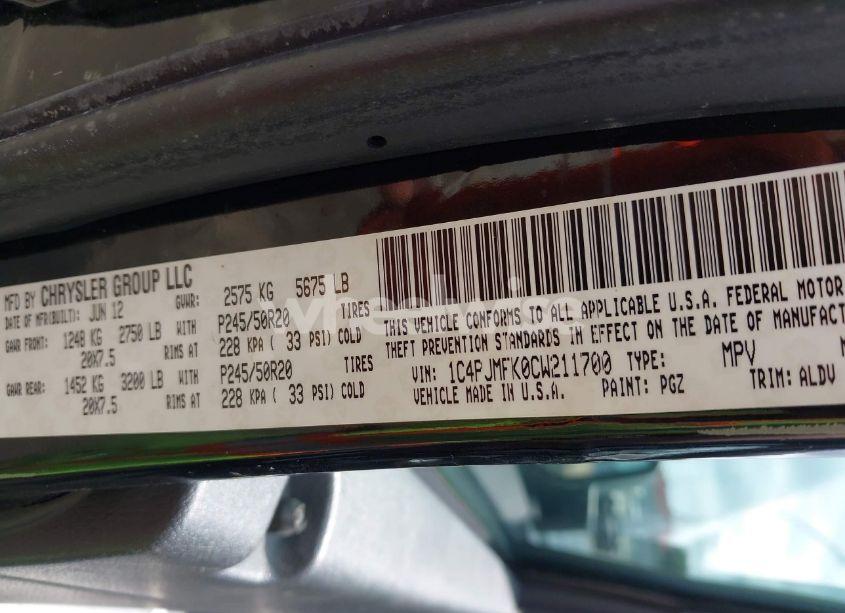 MFD BY CHRYSLER GROUP LLC
DATE OF MFR(BUILT): JUN 12 GVWR: 2575 KG 5675 LB
GAWR FRONT: 1248 KG 2750 LB WITH P245/50R20 TIRES
20X7.5 RIMS AT 228 KPA ( 33 PSI) COLD
GAWR REAR: 1452 KG 3200 LB WITH P245/50R20 TIRES
20X7.5 RIMS AT 228 KPA ( 33 PSI) COLD
THIS VEHICLE CONFORMS TO ALL APPLICABLE U.S.A. FEDERAL MOTOR
THEFT PREVENTION STANDARDS IN EFFECT ON THE DATE OF MANUFACT
VIN: 1C4PJMFK0CW211700 TYPE: MPV
VEHICLE MADE IN U.S.A. PAINT: PGZ TRIM: ALDV
wheelwise